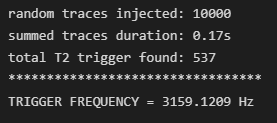 random traces injected: 10000
summed traces duration: 0.17s
total T2 trigger found: 537
*********************************
TRIGGER FREQUENCY = 3159.1209 Hz